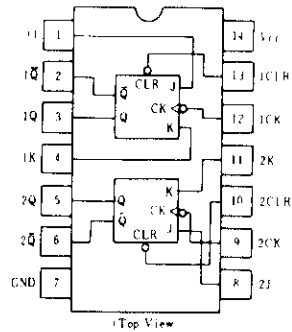 1
2
3
4
5
6
7
14
13
12
11
10
9
8
1Q̄
1Q
1K
2Q
2Q̄
GND
Vcc
1CLR
1CK
2K
2CLR
2CK
2J
CLR
J
Q̄
CK
Q
K
K
Q
CK
Q̄
J
CLR
(Top View